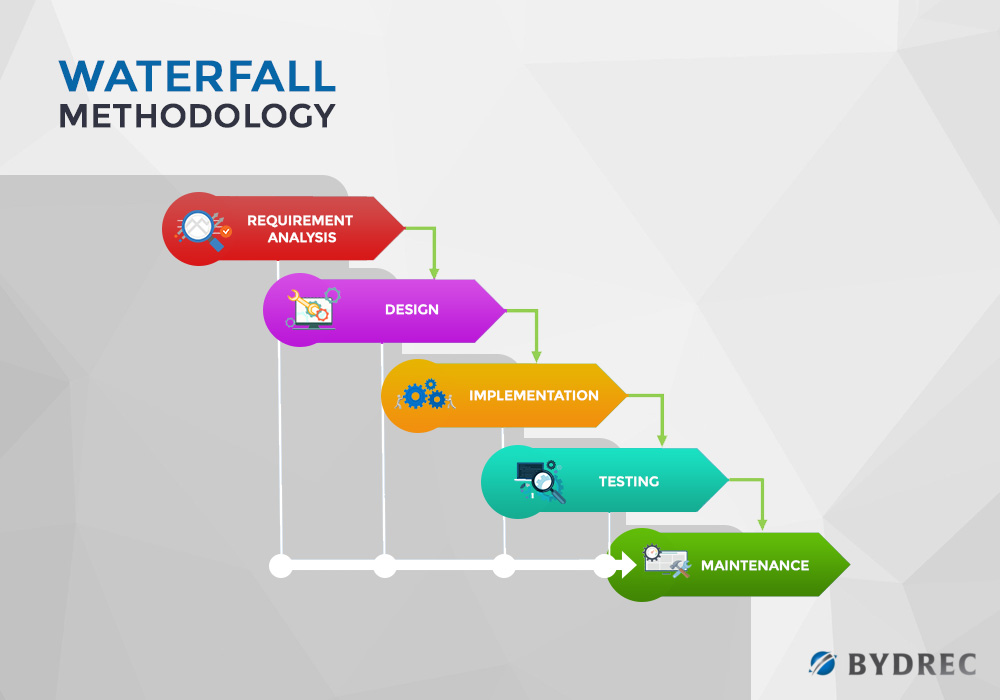 WATERFALL
METHODOLOGY
REQUIREMENT
ANALYSIS
DESIGN
IMPLEMENTATION
TESTING
MAINTENANCE
BYDREC